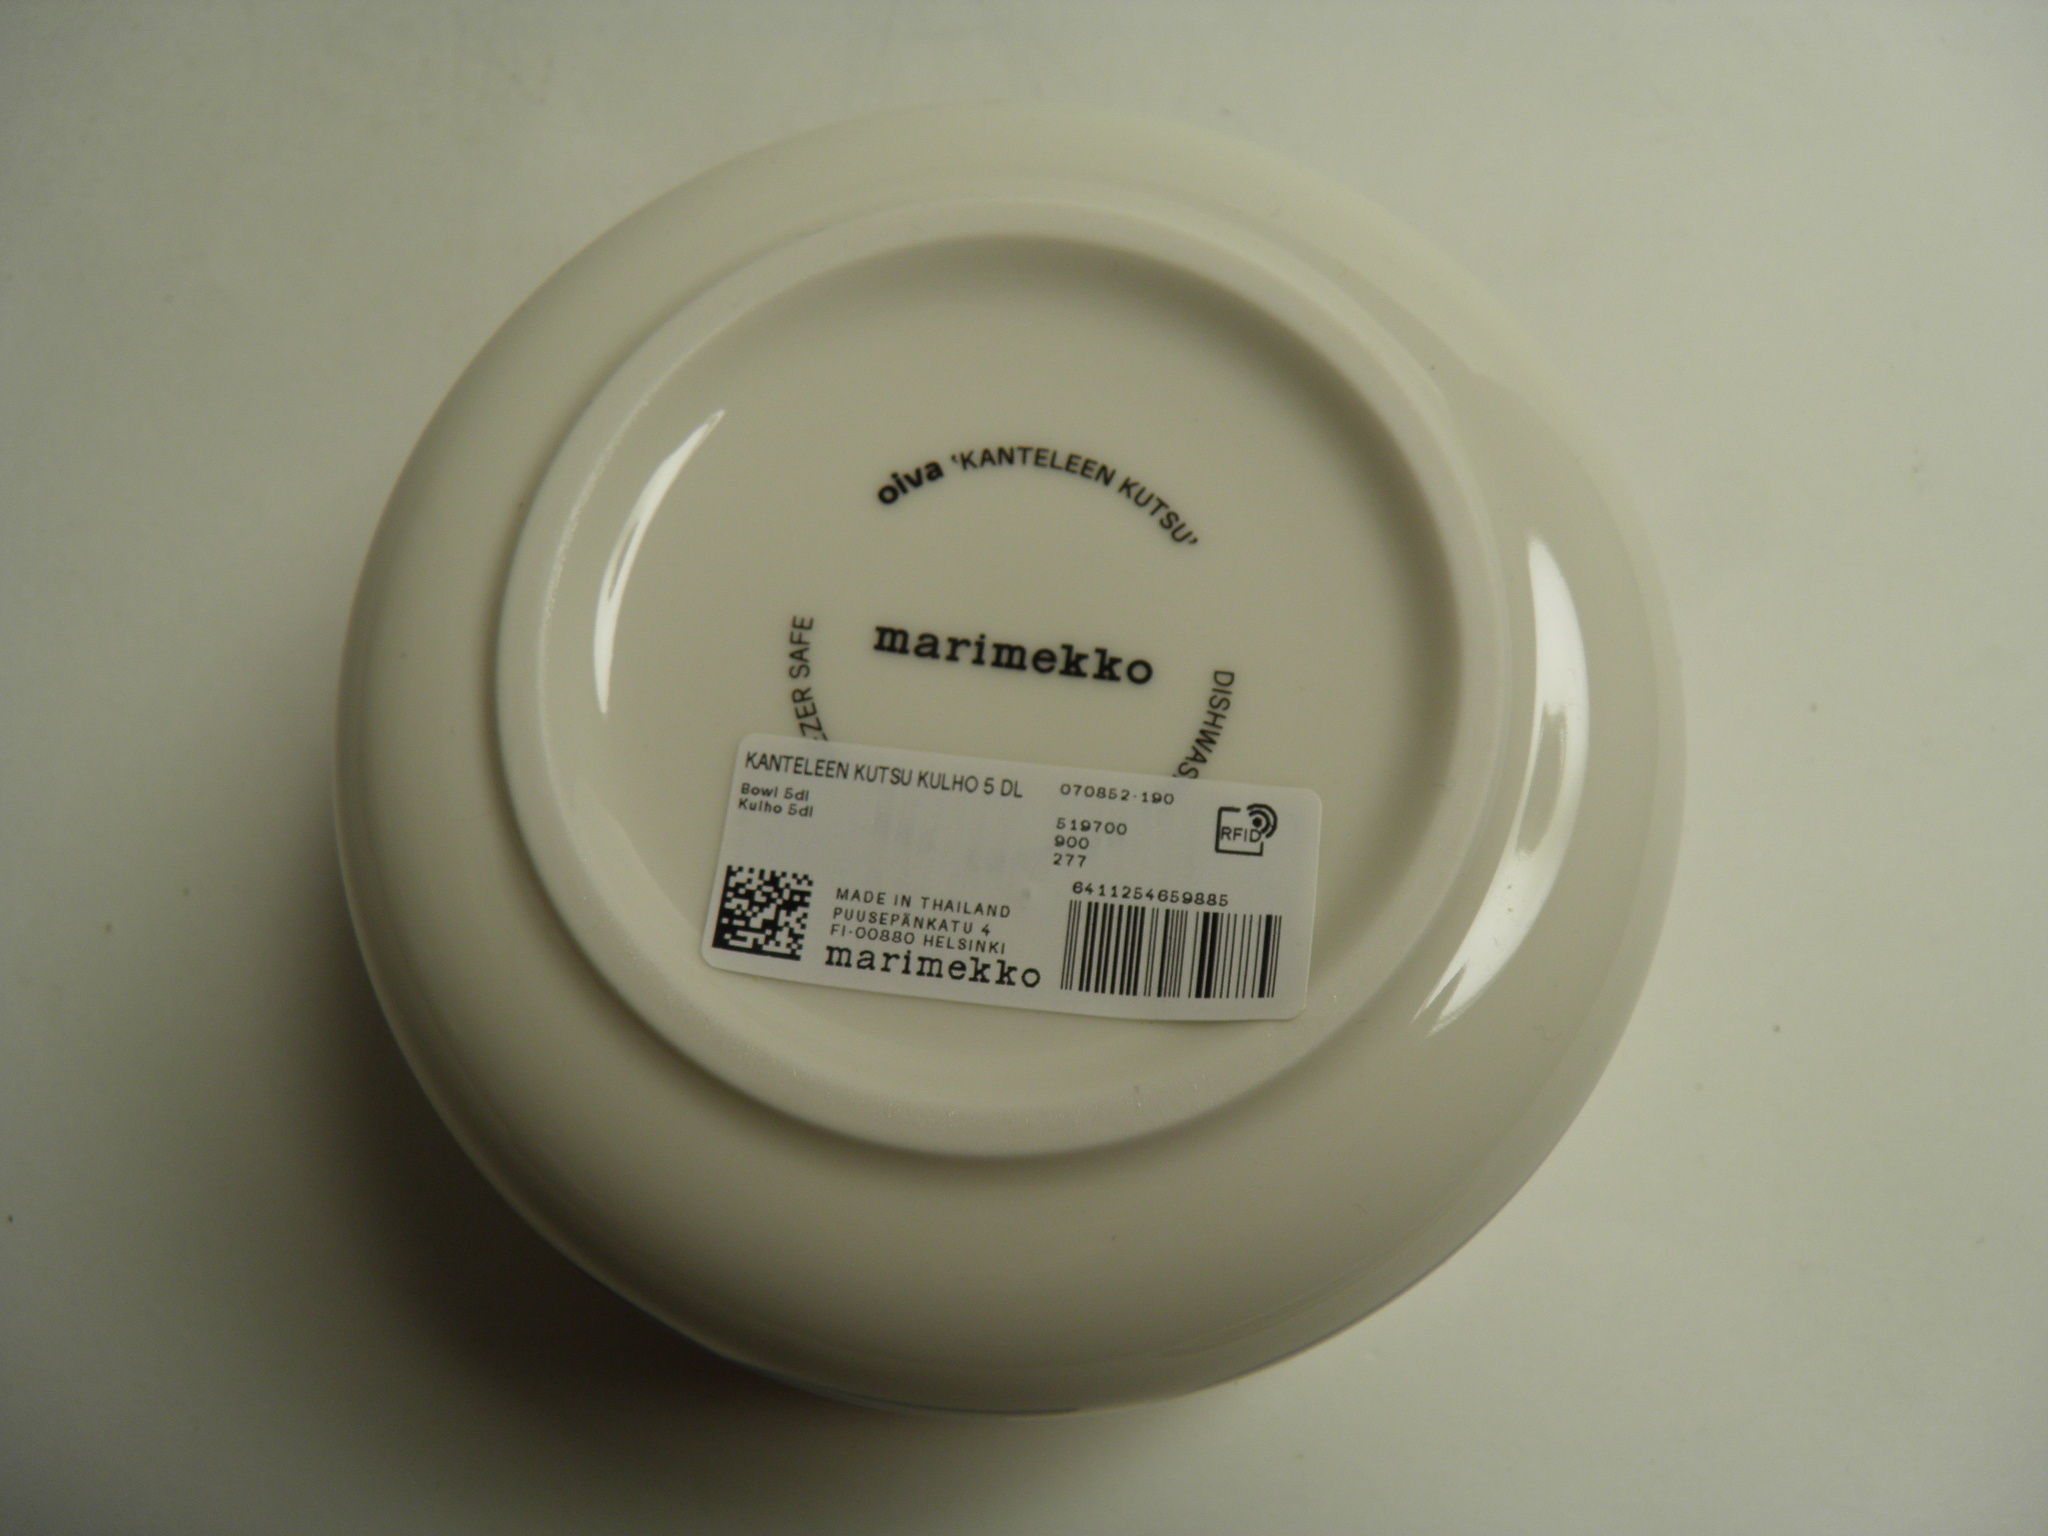 oiva 'KANTELEEN KUTSU'
marimekko
DISHWAS
ZZER SAFE
KANTELEEN KUTSU KULHO 5 DL
Bowl 5dl
Kulho 5dl
070852-190
519700
900
277
RFID
6411254659885
MADE IN THAILAND
PUUSEPÄNKATU 4
FI-00880 HELSINKI
marimekko